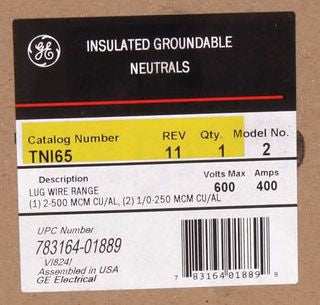 GE
INSULATED GROUNDABLE
NEUTRALS
Catalog Number REV Qty. Model No.
TNI65 11 1 2
Description Volts Max Amps
LUG WIRE RANGE 600 400
(1) 2-500 MCM CU/AL, (2) 1/0-250 MCM CU/AL
UPC Number
783164-01889
VI824I
Assembled in USA
GE Electrical
7 83164 01889 9